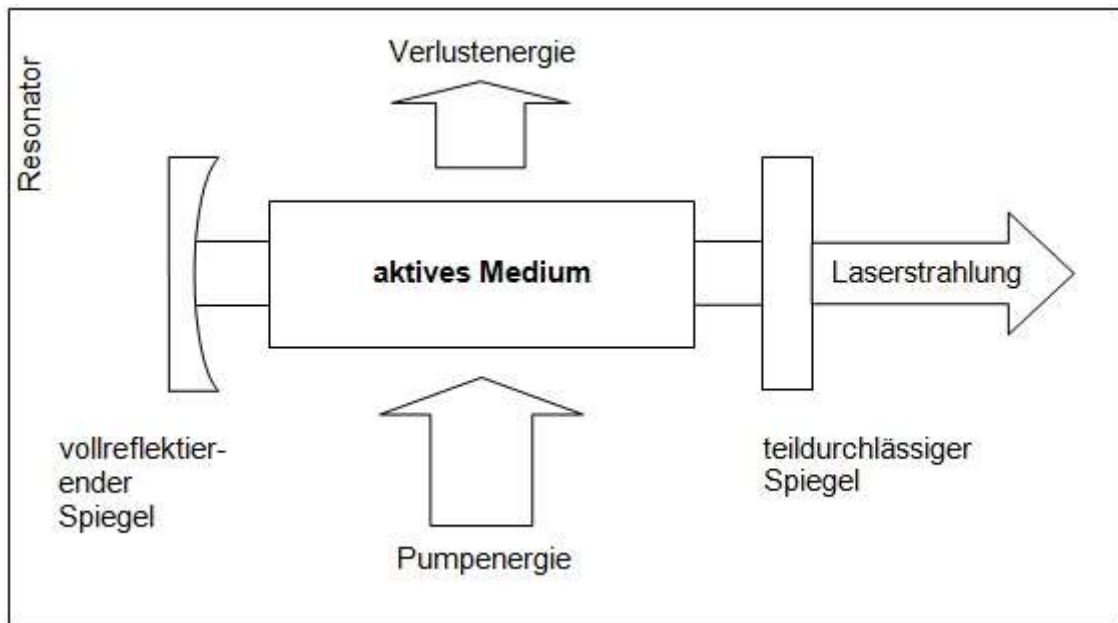 Resonator
Verlustenergie
aktives Medium
Laserstrahlung
vollreflektier-
ender
Spiegel
teildurchlässiger
Spiegel
Pumpenergie